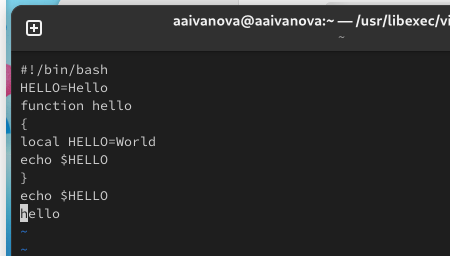 aaivanova@aaivanova:~ — /usr/libexec/vi
~
#!/bin/bash
HELLO=Hello
function hello
{
local HELLO=World
echo $HELLO
}
echo $HELLO
hello
~
~